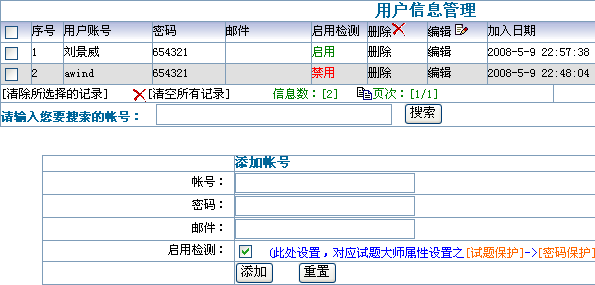 用户信息管理
序号 用户账号 密码 邮件 启用检测 删除 编辑 加入日期
1 刘景威 654321 启用 删除 编辑 2008-5-9 22:57:38
2 awind 654321 禁用 删除 编辑 2008-5-9 22:48:04
[清除所选择的记录] [清空所有记录] 信息数：[2] 页次：[1/1]
请输入您要搜索的帐号： 搜索
添加帐号
帐号：
密码：
邮件：
启用检测： (此处设置，对应试题大师属性设置之[试题保护]->[密码保护]
添加 重置